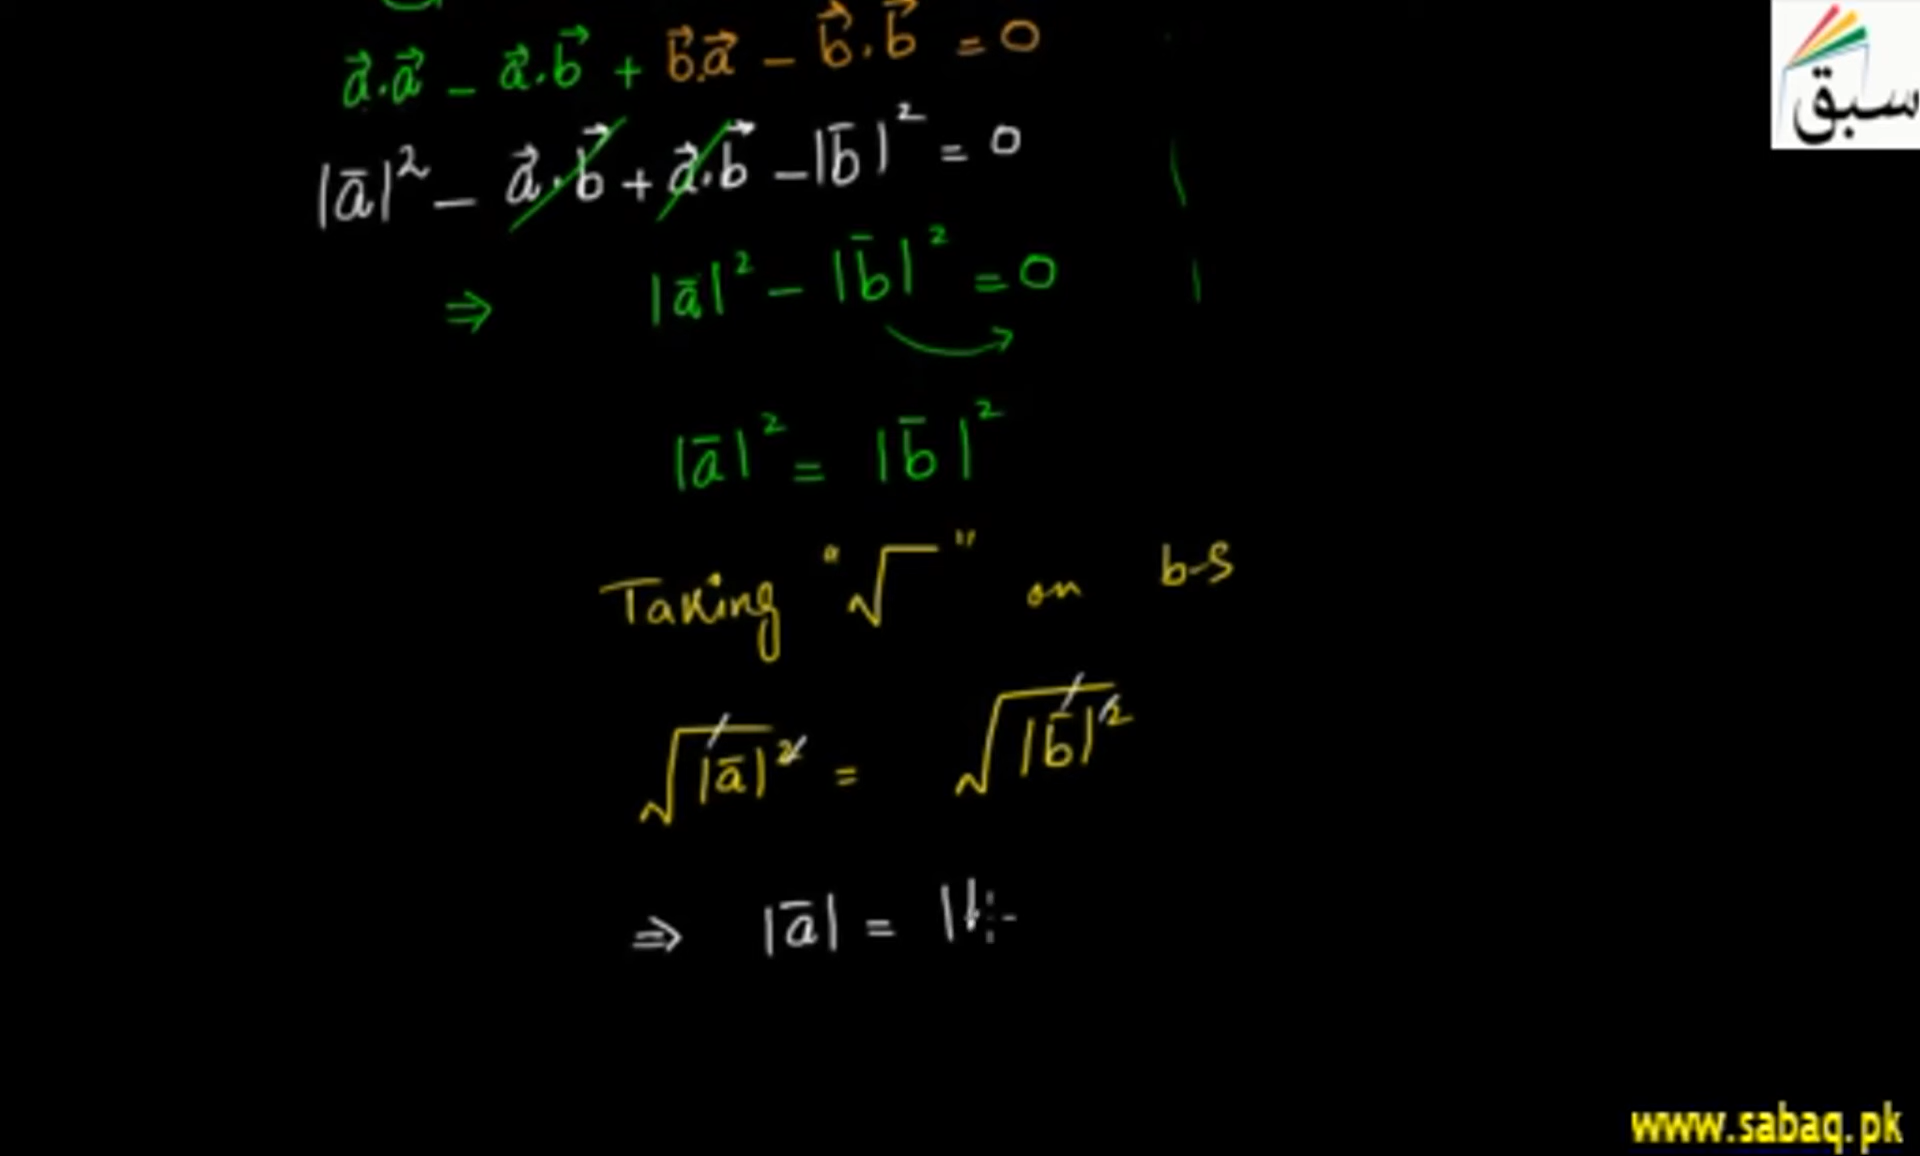 a⃗.a⃗ - a⃗.b⃗ + b⃗.a⃗ - b⃗.b⃗ = 0
سبق
|ā|² - a⃗.b⃗ + a⃗.b⃗ - |b̄|² = 0
⇒ |ā|² - |b̄|² = 0
|ā|² = |b̄|²
Taking "√" on b-S
√|ā|² = √|b̄|²
⇒ |ā| = |b
www.sabaq.pk